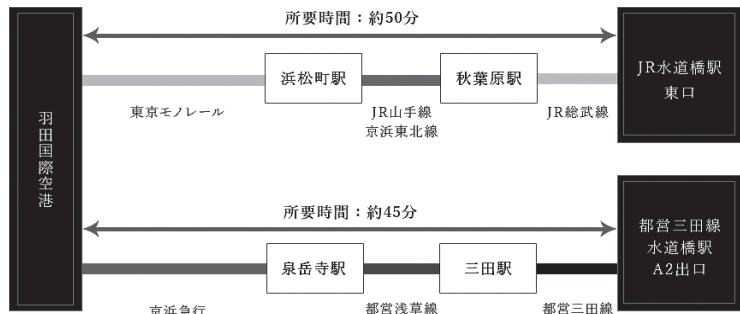 羽田国際空港
所要時間：約50分
浜松町駅
秋葉原駅
JR水道橋駅
東口
東京モノレール
JR山手線
京浜東北線
JR総武線
所要時間：約45分
泉岳寺駅
三田駅
都営三田線
水道橋駅
A2出口
京浜急行
都営浅草線
都営三田線